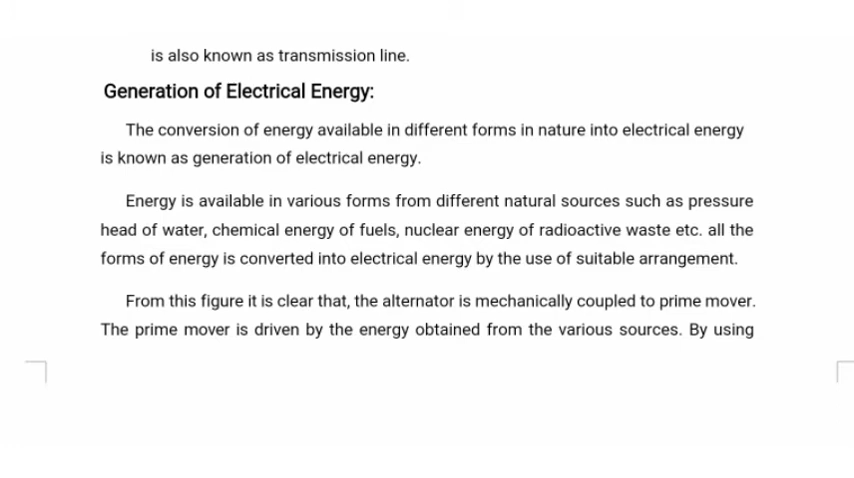 is also known as transmission line.
Generation of Electrical Energy:
The conversion of energy available in different forms in nature into electrical energy
is known as generation of electrical energy.
Energy is available in various forms from different natural sources such as pressure
head of water, chemical energy of fuels, nuclear energy of radioactive waste etc. all the
forms of energy is converted into electrical energy by the use of suitable arrangement.
From this figure it is clear that, the alternator is mechanically coupled to prime mover.
The prime mover is driven by the energy obtained from the various sources. By using